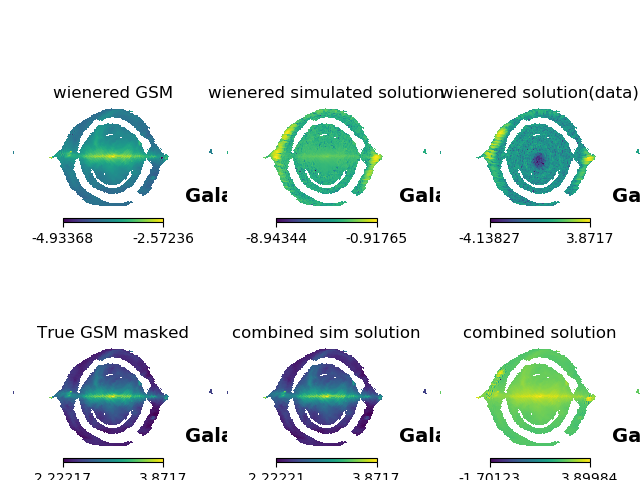 wienered GSM
wienered simulated solution
wienered solution(data)
Gala
Gala
Ga
-4.93368 -2.57236
-8.94344 -0.91765
-4.13827 3.8717
True GSM masked
combined sim solution
combined solution
Gala
Gala
Ga
2.22217 3.8717
2.22221 3.8717
-1.70123 3.89984